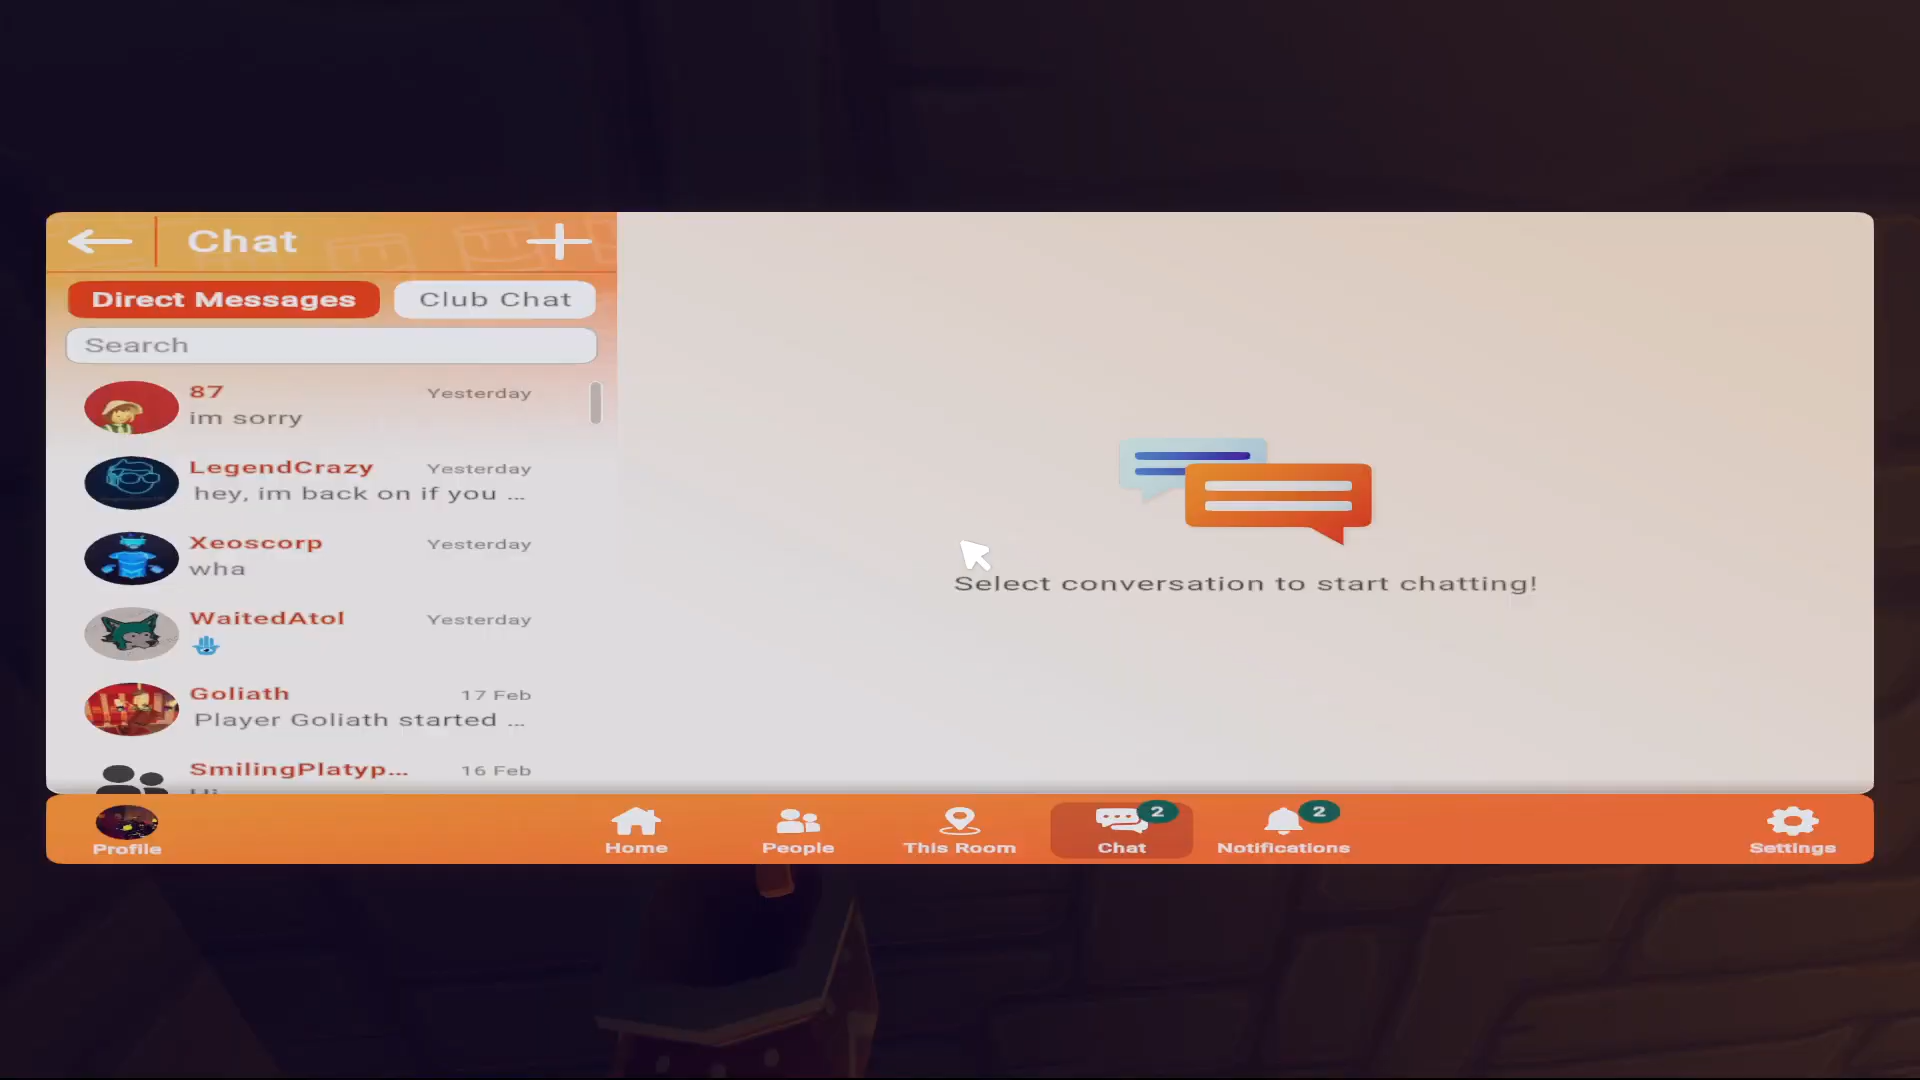 Chat
Direct Messages
Club Chat
Search
87
Yesterday
im sorry
LegendCrazy
Yesterday
hey, im back on if you ...
Xeoscorp
Yesterday
wha
WaitedAtol
Yesterday
Goliath
17 Feb
Player Goliath started ...
SmilingPlatyp...
16 Feb
Hi
Select conversation to start chatting!
Profile
Home
People
This Room
2
Chat
2
Notifications
Settings